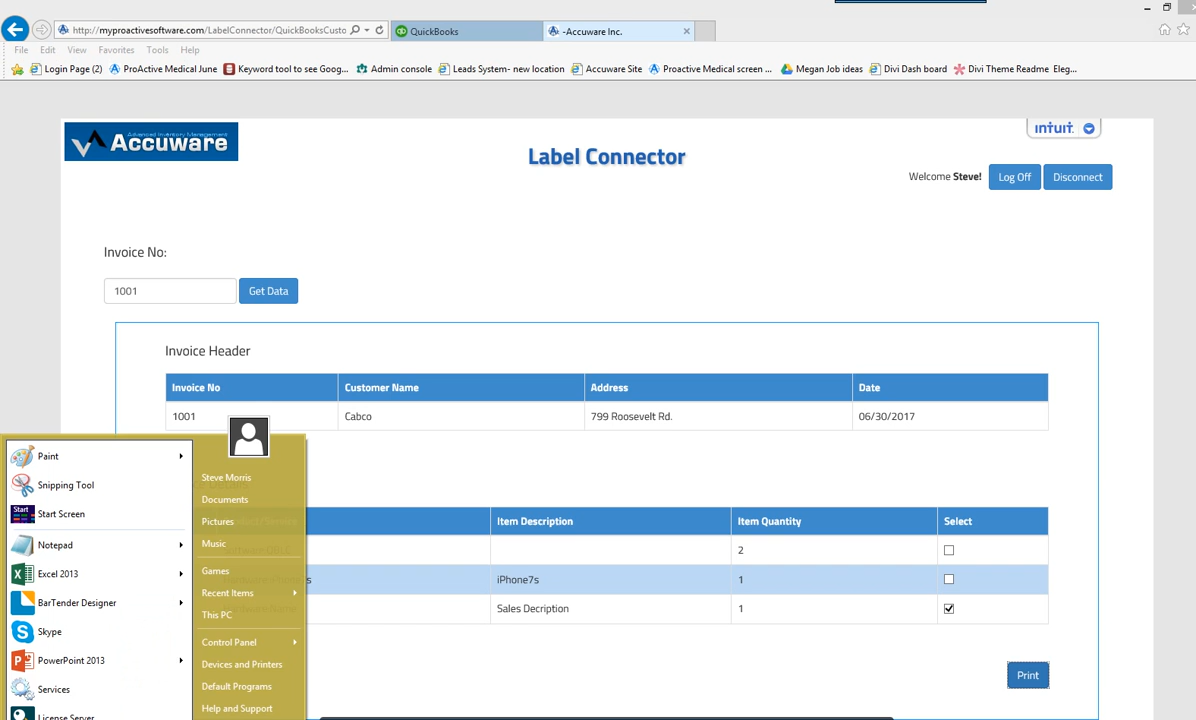 http://myproactivesoftware.com/LabelConnector/QuickBooksCusto
QuickBooks
-Accuware Inc.
File Edit View Favorites Tools Help
Login Page (2) ProActive Medical June Keyword tool to see Goog... Admin console Leads System- new location Accuware Site Proactive Medical screen ... Megan Job ideas Divi Dash board Divi Theme Readme Eleg...
Advanced Inventory Management
Accuware
intuit.
Label Connector
Welcome Steve! Log Off Disconnect
Invoice No:
1001 Get Data
Invoice Header
Invoice No Customer Name Address Date
1001 Cabco 799 Roosevelt Rd. 06/30/2017
Item Description Item Quantity Select
2
iPhone7s 1
Sales Decription 1
Print
Paint
Snipping Tool
Start
Start Screen
Notepad
Excel 2013
BarTender Designer
Skype
PowerPoint 2013
Services
License Server
Steve Morris
Documents
Pictures
Music
Games
Recent Items
This PC
Control Panel
Devices and Printers
Default Programs
Help and Support